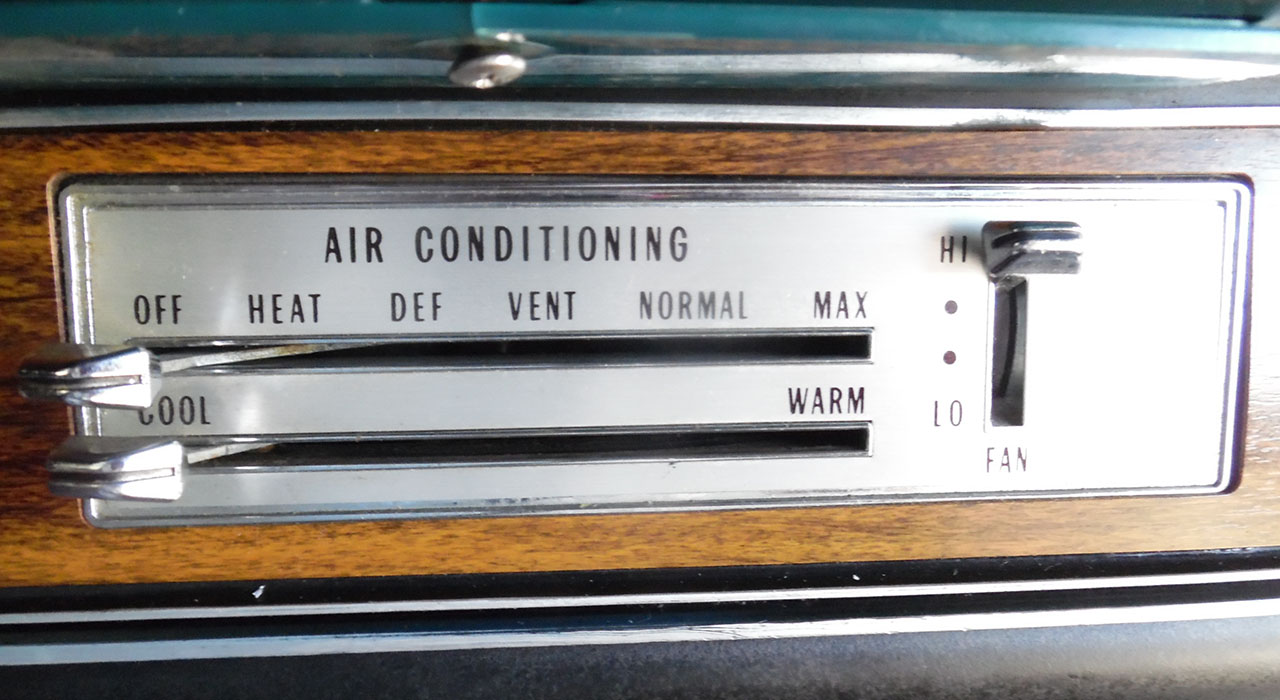 AIR CONDITIONING
OFF HEAT DEF VENT NORMAL MAX
COOL WARM
HI
LO
FAN